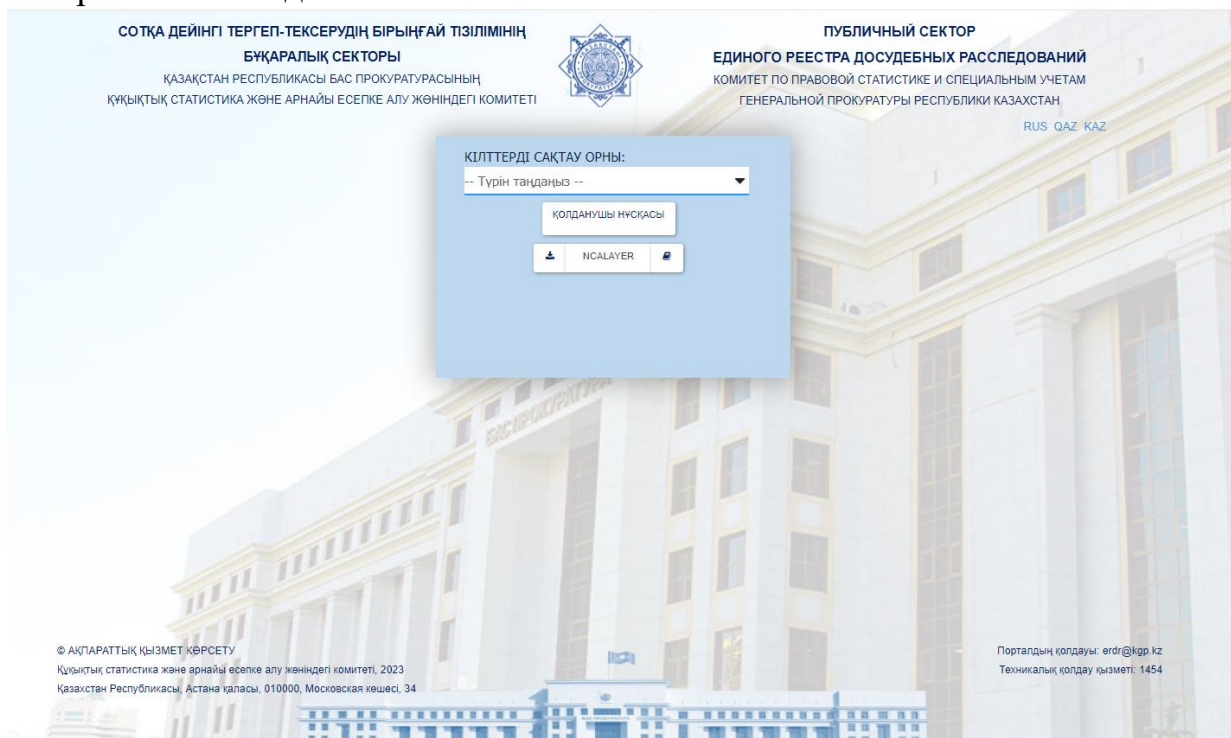 СОТҚА ДЕЙІНГІ ТЕРГЕП-ТЕКСЕРУДІҢ БІРЫҢҒАЙ ТІЗІЛІМІНІҢ
БҰҚАРАЛЫҚ СЕКТОРЫ
ҚАЗАҚСТАН РЕСПУБЛИКАСЫ БАС ПРОКУРАТУРАСЫНЫҢ
ҚҰҚЫҚТЫҚ СТАТИСТИКА ЖӘНЕ АРНАЙЫ ЕСЕПКЕ АЛУ ЖӨНІНДЕГІ КОМИТЕТІ
ПУБЛИЧНЫЙ СЕКТОР
ЕДИНОГО РЕЕСТРА ДОСУДЕБНЫХ РАССЛЕДОВАНИЙ
КОМИТЕТ ПО ПРАВОВОЙ СТАТИСТИКЕ И СПЕЦИАЛЬНЫМ УЧЕТАМ
ГЕНЕРАЛЬНОЙ ПРОКУРАТУРЫ РЕСПУБЛИКИ КАЗАХСТАН
RUS QAZ KAZ
КІЛТТЕРДІ САҚТАУ ОРНЫ:
-- Түрін таңдаңыз --
ҚОЛДАНУШЫ НҰСҚАСЫ
NCALAYER
БАС ПРОКУРАТУРА
© АҚПАРАТТЫҚ ҚЫЗМЕТ КӨРСЕТУ
Құқықтық статистика және арнайы есепке алу жөніндегі комитеті, 2023
Қазахстан Республикасы, Астана қаласы, 010000, Московская көшесі, 34
Порталдың қолдауы: erdr@kgp.kz
Техникалық қолдау қызметі: 1454